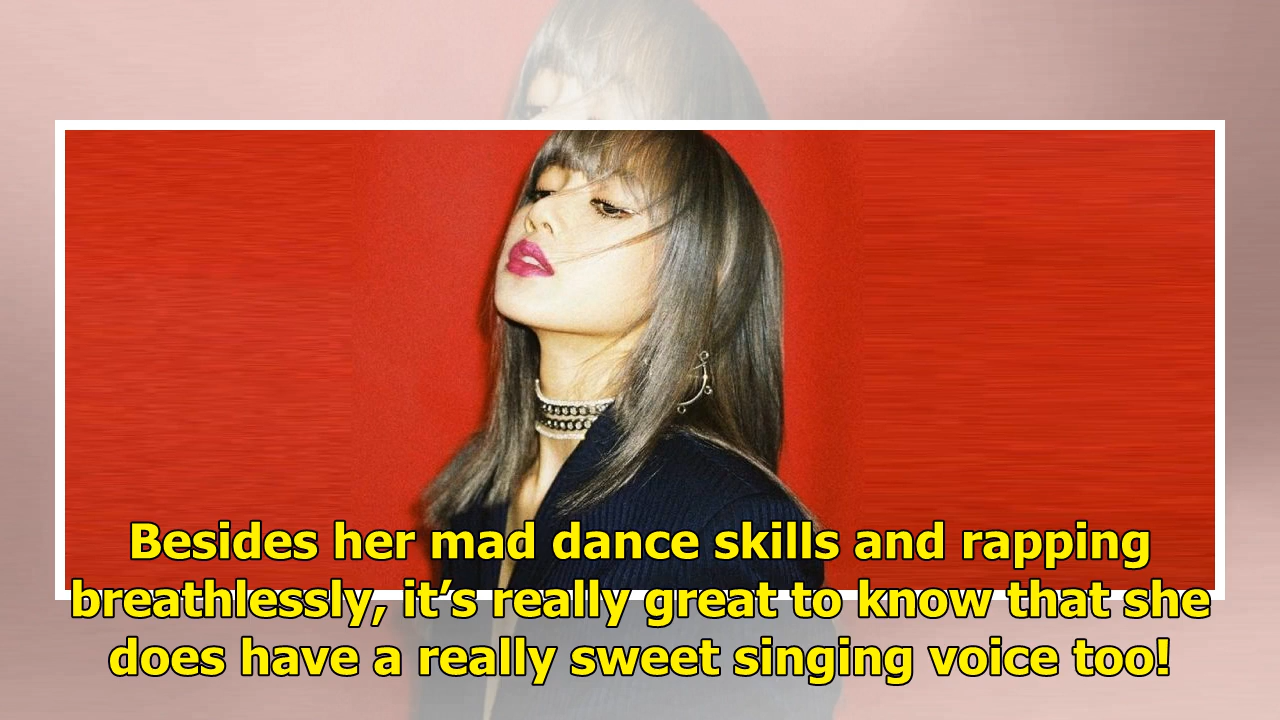 Besides her mad dance skills and rapping
breathlessly, it’s really great to know that she
does have a really sweet singing voice too!